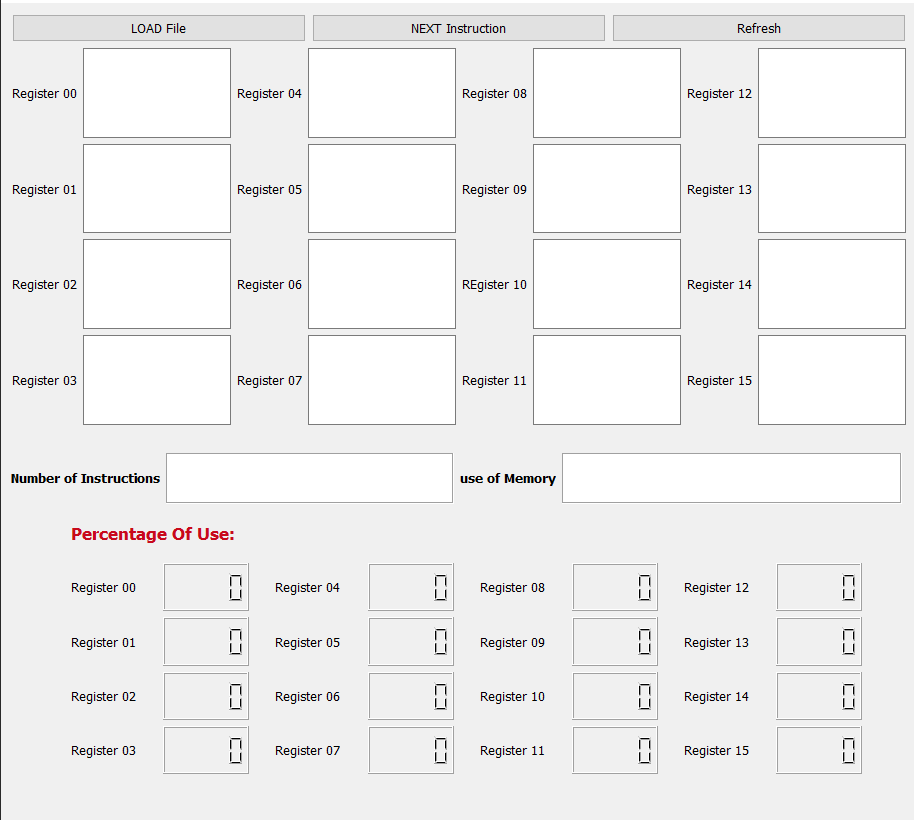 LOAD File NEXT Instruction Refresh
Register 00 Register 04 Register 08 Register 12
Register 01 Register 05 Register 09 Register 13
Register 02 Register 06 REgister 10 Register 14
Register 03 Register 07 Register 11 Register 15
Number of Instructions use of Memory
Percentage Of Use:
Register 00 0 Register 04 0 Register 08 0 Register 12 0
Register 01 0 Register 05 0 Register 09 0 Register 13 0
Register 02 0 Register 06 0 Register 10 0 Register 14 0
Register 03 0 Register 07 0 Register 11 0 Register 15 0